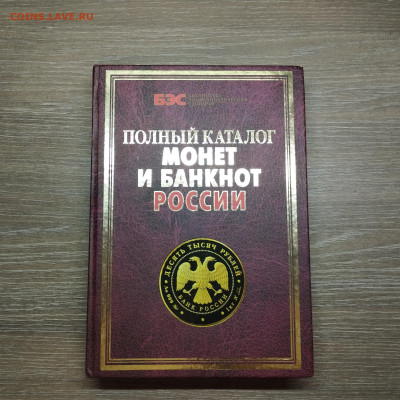 COINS.LAVE.RU
БЭС
ПОЛНЫЙ КАТАЛОГ
МОНЕТ
И БАНКНОТ
РОССИИ
ДЕСЯТЬ ТЫСЯЧ РУБЛЕЙ
БАНК РОССИИ